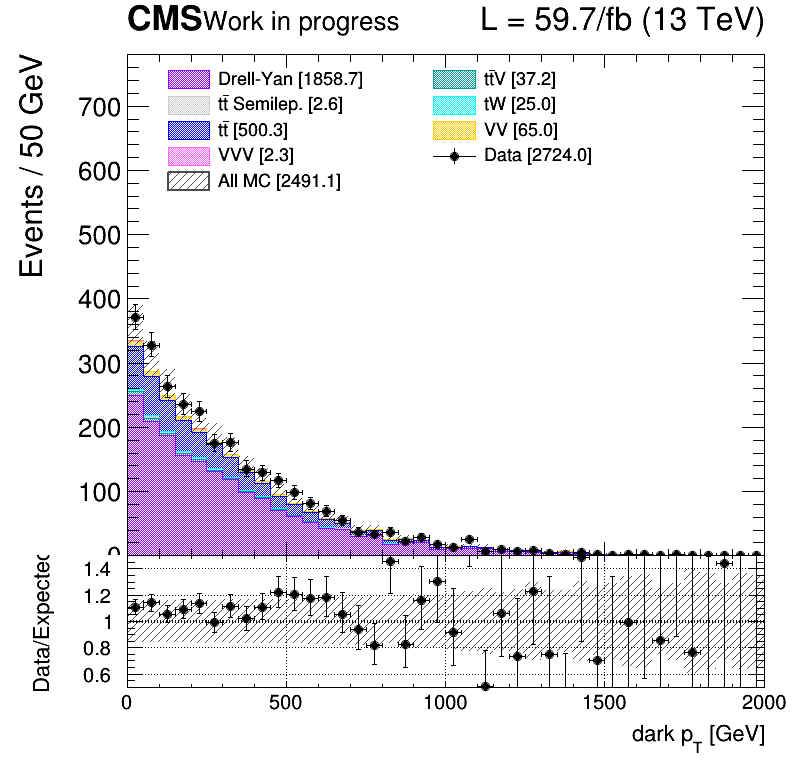 CMS Work in progress L = 59.7/fb (13 TeV)
Events / 50 GeV
Drell-Yan [1858.7]
tt̄ Semilep. [2.6]
tt̄ [500.3]
VVV [2.3]
All MC [2491.1]
tt̄V [37.2]
tW [25.0]
VV [65.0]
Data [2724.0]
700
600
500
400
300
200
100
0
Data/Expected
1.4
1.2
1
0.8
0.6
0 500 1000 1500 2000
dark p_T [GeV]